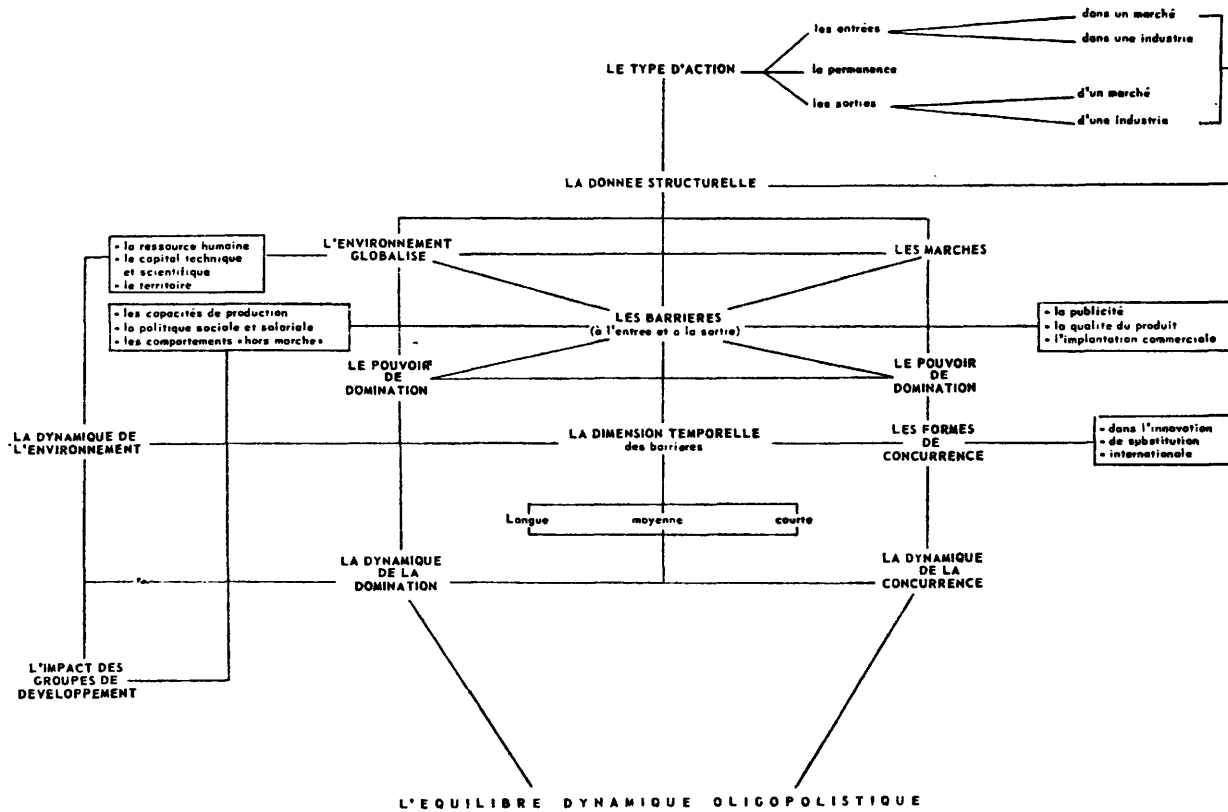 dans un marché
les entrées
dans une industrie
LE TYPE D'ACTION
la permanence
d'un marché
les sorties
d'une industrie
LA DONNEE STRUCTURELLE
- la ressource humaine
- le capital technique
et scientifique
- le territoire
L'ENVIRONNEMENT
GLOBALISE
LES MARCHES
- les capacités de production
- la politique sociale et salariale
- les comportements «hors marche»
LES BARRIERES
(à l'entree et a la sortie)
- la publicité
- la qualite du produit
- l'implantation commerciale
LE POUVOIR
DE
DOMINATION
LE POUVOIR
DE
DOMINATION
LA DYNAMIQUE DE
L'ENVIRONNEMENT
LA DIMENSION TEMPORELLE
des barrieres
LES FORMES
DE
CONCURRENCE
- dans l'innovation
- de substitution
- internationale
Longue moyenne courte
LA DYNAMIQUE
DE LA
DOMINATION
LA DYNAMIQUE
DE LA
CONCURRENCE
L'IMPACT DES
GROUPES DE
DEVELOPPEMENT
L'EQUILIBRE DYNAMIQUE OLIGOPOLISTIQUE